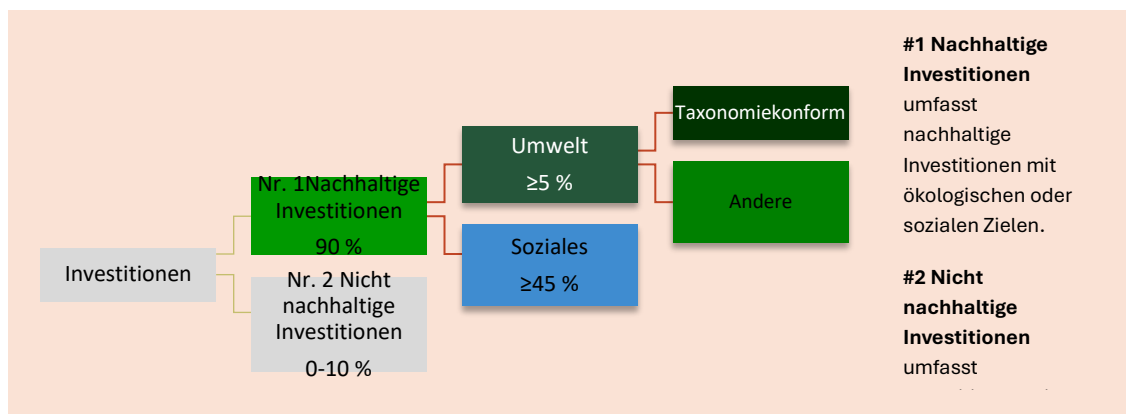 Investitionen
Nr. 1Nachhaltige
Investitionen
90 %
Nr. 2 Nicht
nachhaltige
Investitionen
0-10 %
Umwelt
≥5 %
Soziales
≥45 %
Taxonomiekonform
Andere
#1 Nachhaltige
Investitionen
umfasst
nachhaltige
Investitionen mit
ökologischen oder
sozialen Zielen.
#2 Nicht
nachhaltige
Investitionen
umfasst